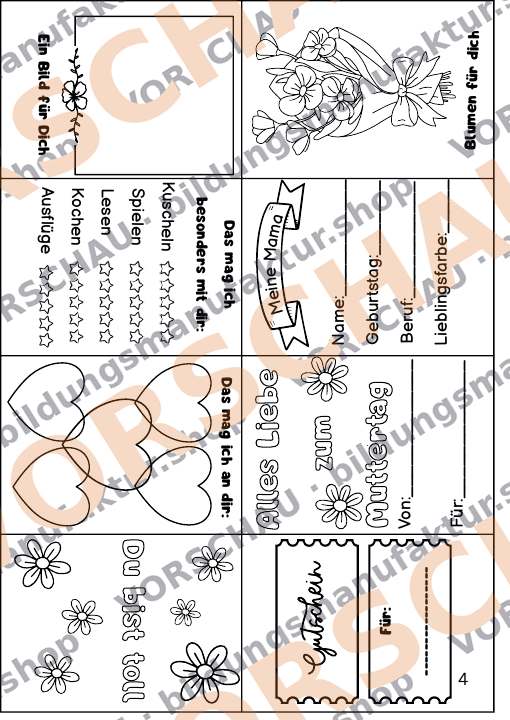 Ein Bild für Dich
Blumen für dich
Das mag ich
besonders mit dir:
Kuscheln
Spielen
Lesen
Kochen
Ausflüge
Meine Mama
Name:
Geburtstag:
Beruf:
Lieblingsfarbe:
Das mag ich an dir:
Alles Liebe
zum
Muttertag
Von:
Für:
Du bist toll
Gutschein
Für:
4
VORSCHAU
VORSCHAU · bildungsmanufaktur.shop